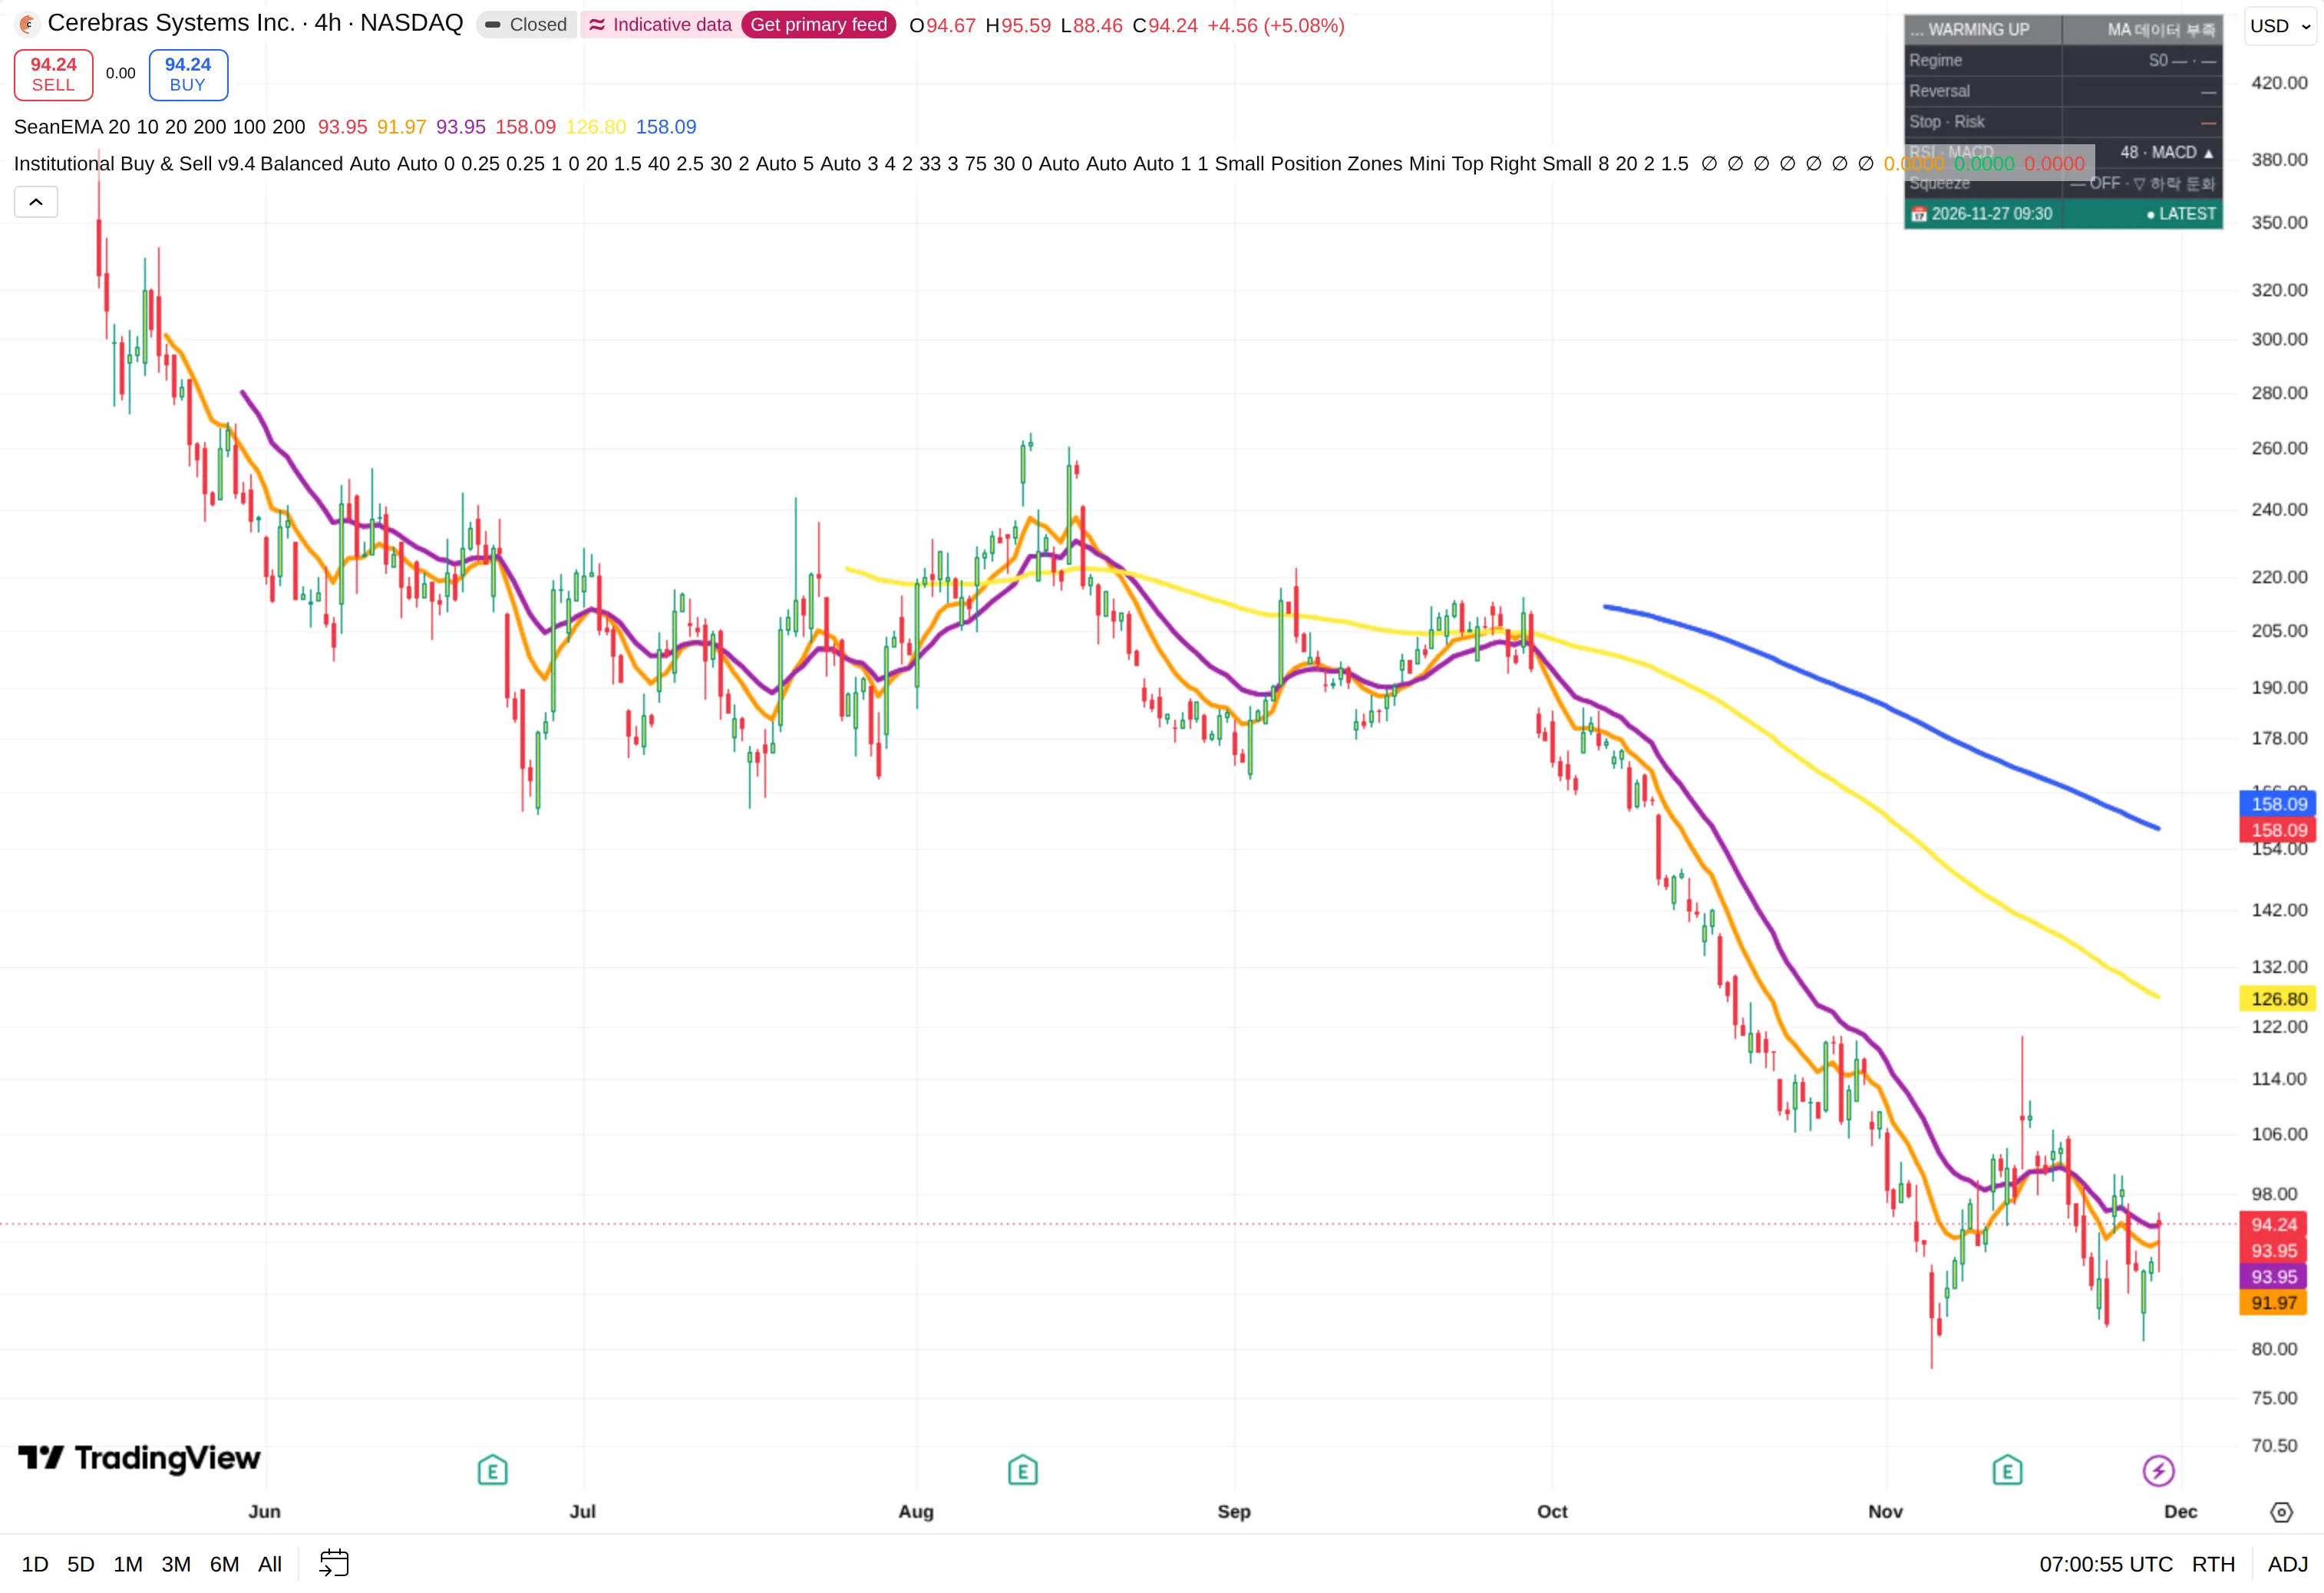 Cerebras Systems Inc. · 4h · NASDAQ Closed Indicative data Get primary feed O94.67 H95.59 L88.46 C94.24 +4.56 (+5.08%)
94.24 SELL 0.00 94.24 BUY
SeanEMA 20 10 20 200 100 200 93.95 91.97 93.95 158.09 126.80 158.09
Institutional Buy & Sell v9.4 Balanced Auto Auto 0 0.25 0.25 1 0 20 1.5 40 2.5 30 2 Auto 5 Auto 3 4 2 33 3 75 30 0 Auto Auto Auto 1 1 Small Position Zones Mini Top Right Small 8 20 2 1.5 ∅ ∅ ∅ ∅ ∅ ∅ ∅ 0.0000 0.0000 0.0000
... WARMING UP MA 데이터 부족
Regime S0 — · —
Reversal —
Stop · Risk —
RSI · MACD 48 · MACD ▲
Squeeze — OFF · ▽ 하락 둔화
2026-11-27 09:30 ● LATEST
USD
420.00
380.00
350.00
320.00
300.00
280.00
260.00
240.00
220.00
205.00
190.00
178.00
158.09
158.09
154.00
142.00
132.00
126.80
122.00
114.00
106.00
98.00
94.24
93.95
93.95
91.97
80.00
75.00
70.50
TradingView
E E E
Jun Jul Aug Sep Oct Nov Dec
1D 5D 1M 3M 6M All 07:00:55 UTC RTH ADJ